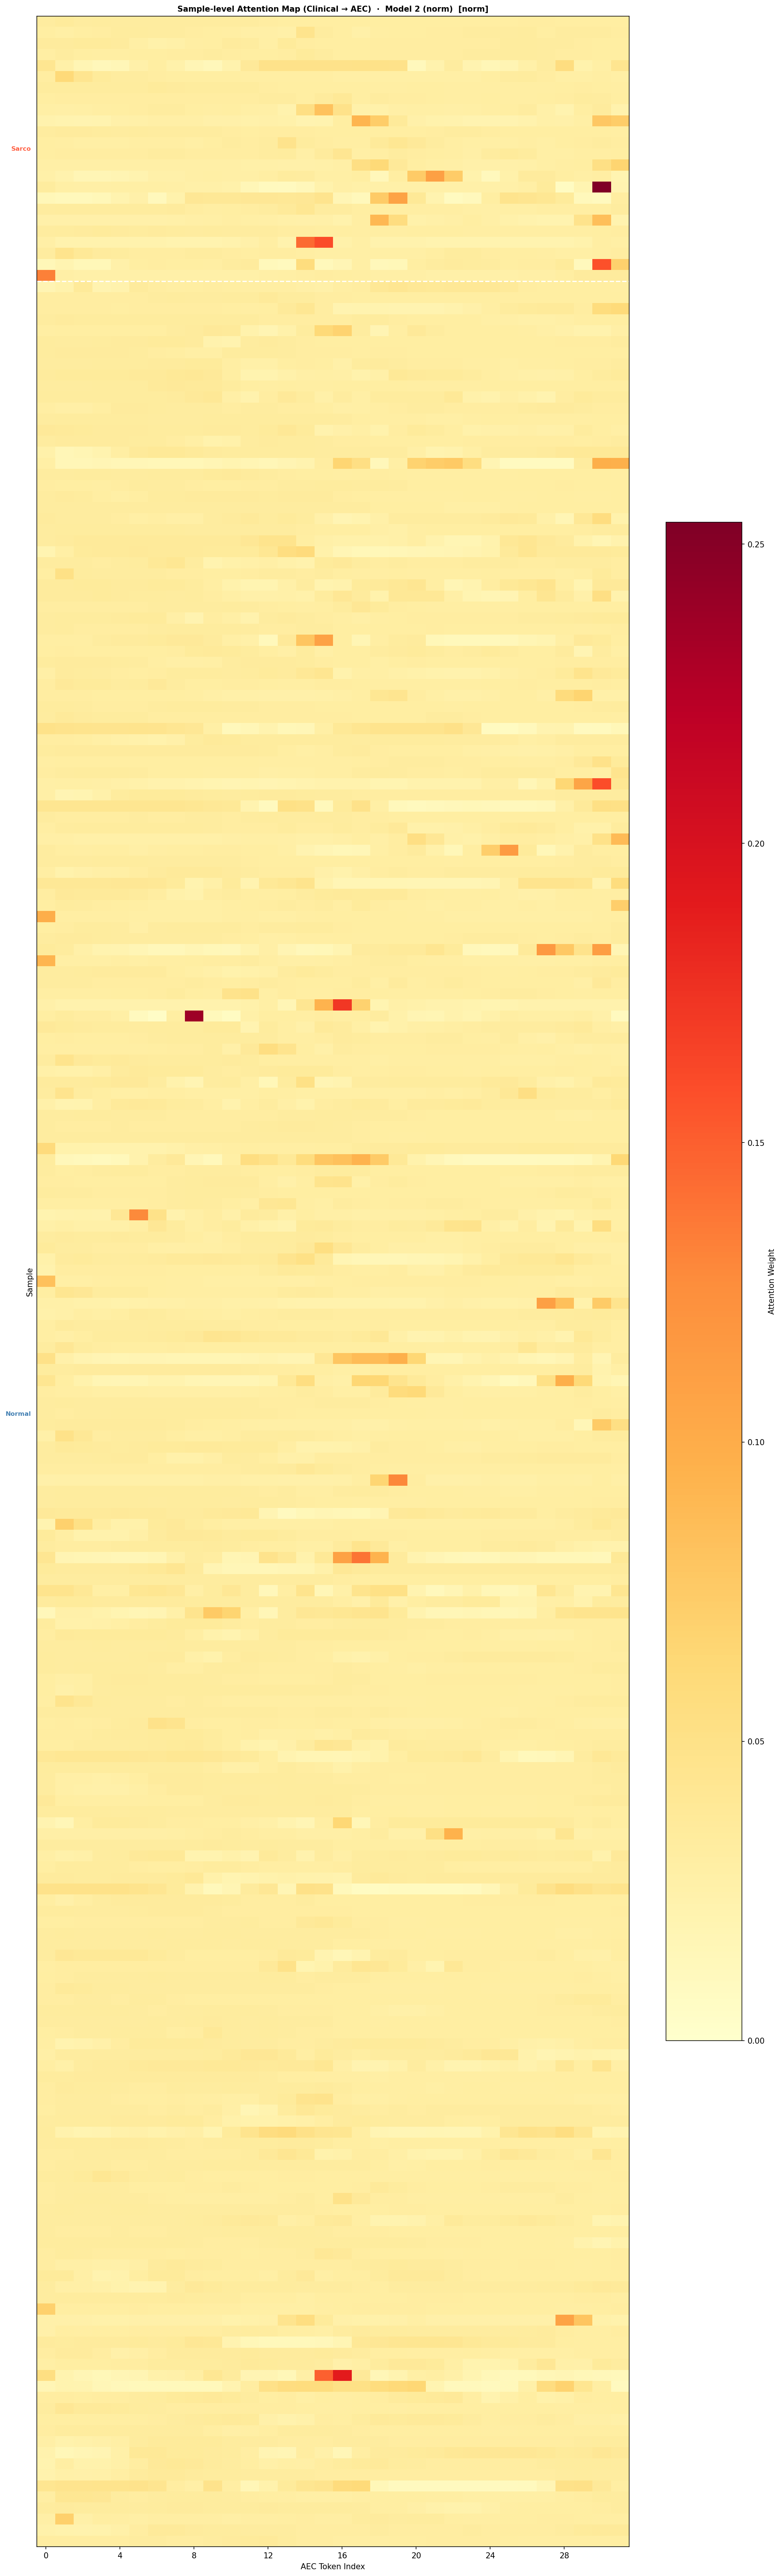 Sample-level Attention Map (Clinical → AEC)  ·  Model 2 (norm)  [norm]
Sarco
Normal
Sample
0 4 8 12 16 20 24 28
AEC Token Index
0.25
0.20
0.15
0.10
0.05
0.00
Attention Weight